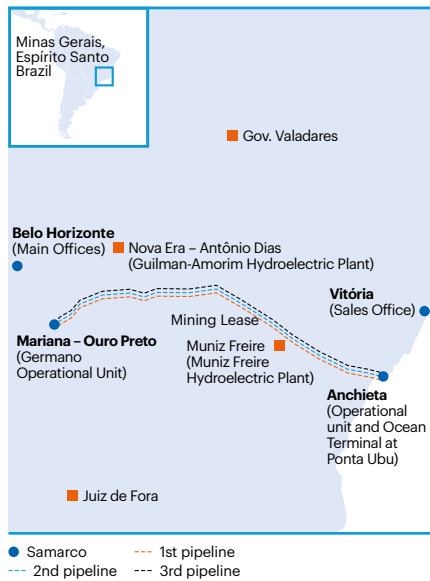 Minas Gerais,
Espírito Santo
Brazil
Gov. Valadares
Belo Horizonte
(Main Offices)
Nova Era – Antônio Dias
(Guilman-Amorim Hydroelectric Plant)
Vitória
(Sales Office)
Mining Lease
Mariana – Ouro Preto
(Germano
Operational Unit)
Muniz Freire
(Muniz Freire
Hydroelectric Plant)
Anchieta
(Operational
unit and Ocean
Terminal at
Ponta Ubu)
Juiz de Fora
Samarco
1st pipeline
2nd pipeline
3rd pipeline